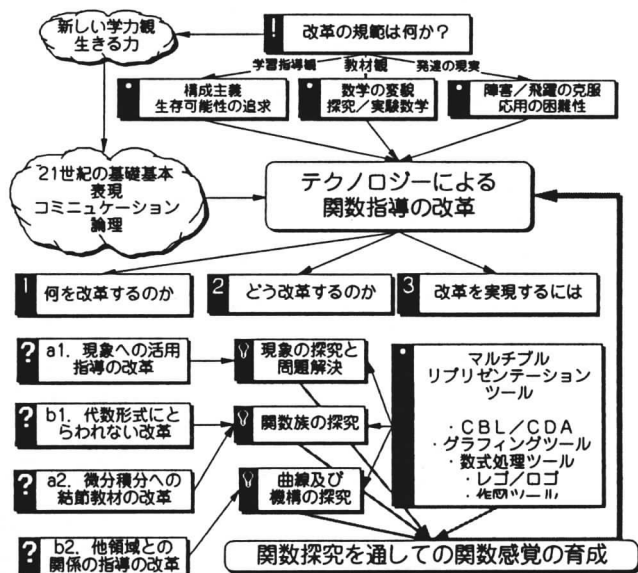 新しい学力観
生きる力
! 改革の規範は何か?
学習指導観
教材観
発達の現実
構成主義
生存可能性の追求
数学の変貌
探究/実験数学
障害/飛躍の克服
応用の困難性
21世紀の基礎基本
表現
コミニュケーション
論理
テクノロジーによる
関数指導の改革
1 何を改革するのか
2 どう改革するのか
3 改革を実現するには
? a1. 現象への活用
指導の改革
? b1. 代数形式にと
らわれない改革
? a2. 微分積分への
結節教材の改革
? b2. 他領域との
関係の指導の改革
現象の探究と
問題解決
関数族の探究
曲線及び
機構の探究
マルチプル
リプリゼンテーション
ツール
・CBL/CDA
・グラフィングツール
・数式処理ツール
・レゴ/ロゴ
・作図ツール
関数探究を通しての関数感覚の育成